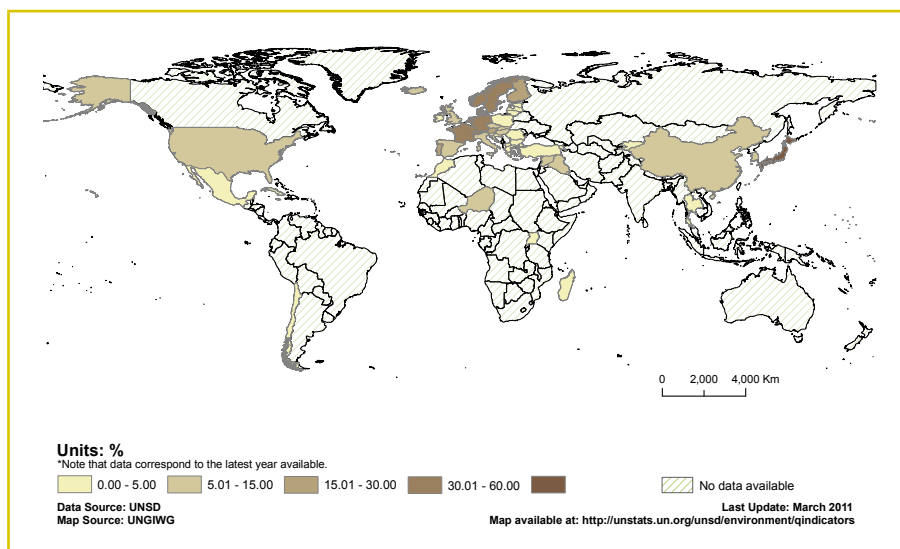 0 2,000 4,000 Km
Units: %
*Note that data correspond to the latest year available.
0.00 - 5.00 5.01 - 15.00 15.01 - 30.00 30.01 - 60.00 No data available
Data Source: UNSD Last Update: March 2011
Map Source: UNGIWG Map available at: http://unstats.un.org/unsd/environment/qindicators